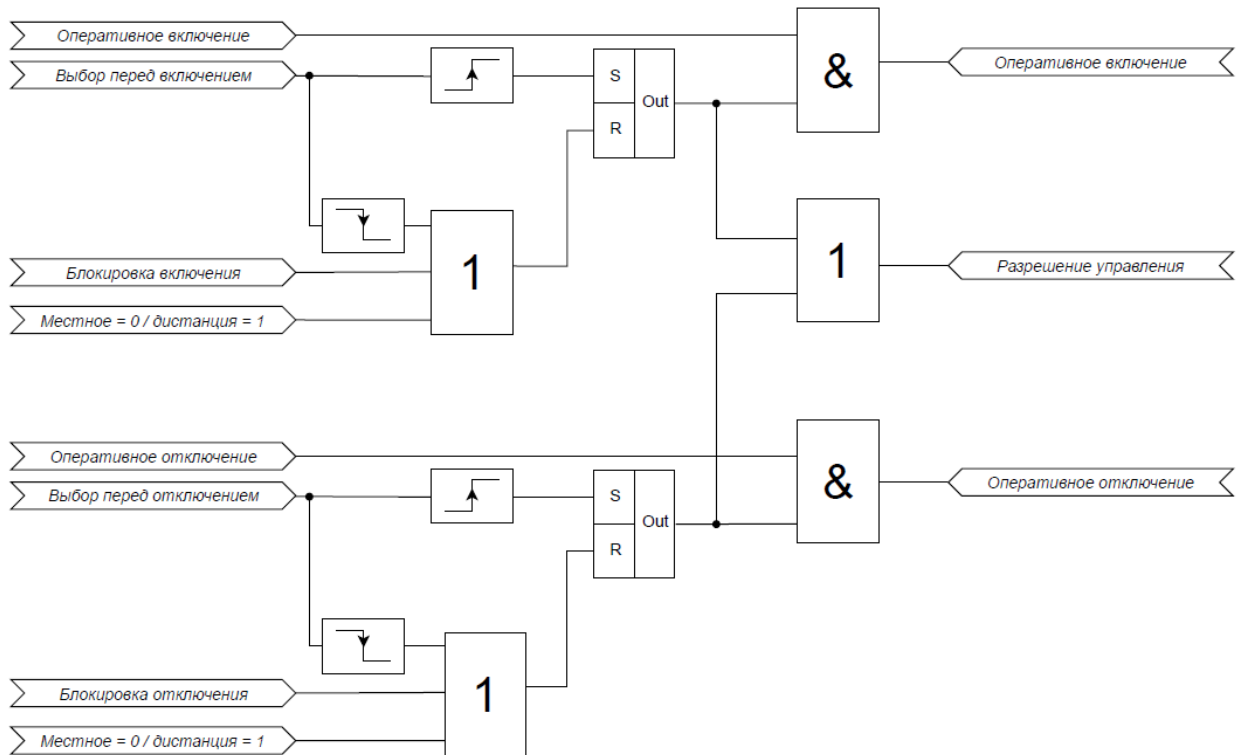 Оперативное включение
Выбор перед включением
S
R
Out
&
Оперативное включение
Блокировка включения
Местное = 0 / дистанция = 1
1
1
Разрешение управления
Оперативное отключение
Выбор перед отключением
S
R
Out
&
Оперативное отключение
Блокировка отключения
Местное = 0 / дистанция = 1
1